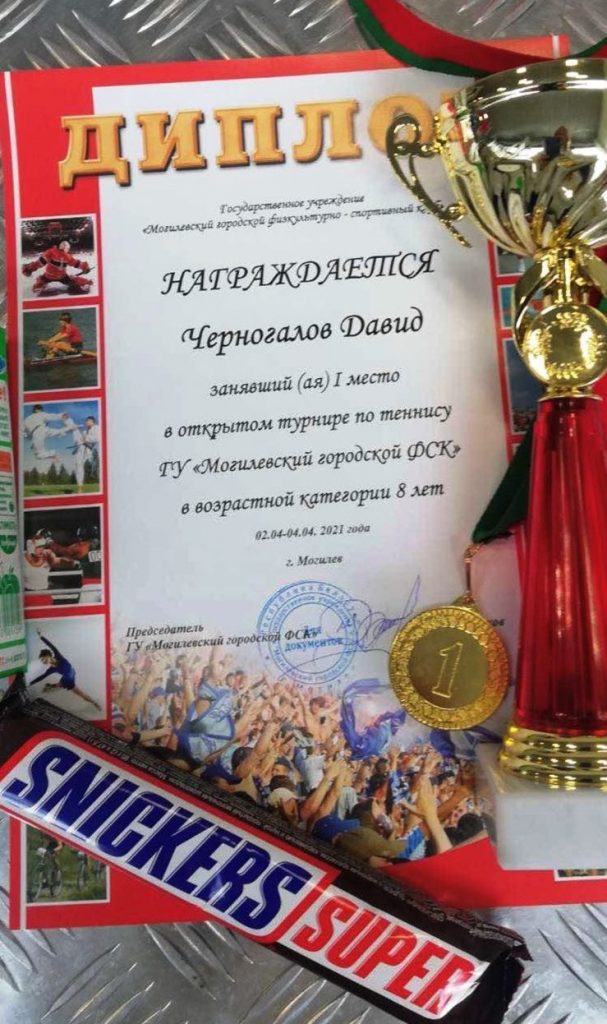 ДИПЛО
Государственное учреждение
«Могилевский городской физкультурно - спортивный
НАГРАЖДАЕТСЯ
Черногалов Давид
занявший (ая) I место
в открытом турнире по теннису
ГУ «Могилевский городской ФСК»
в возрастной категории 8 лет
02.04-04.04. 2021 года
г. Могилев
Председатель
ГУ «Могилевский городской ФСК»
Для
документов
1
SNICKERS SUPER